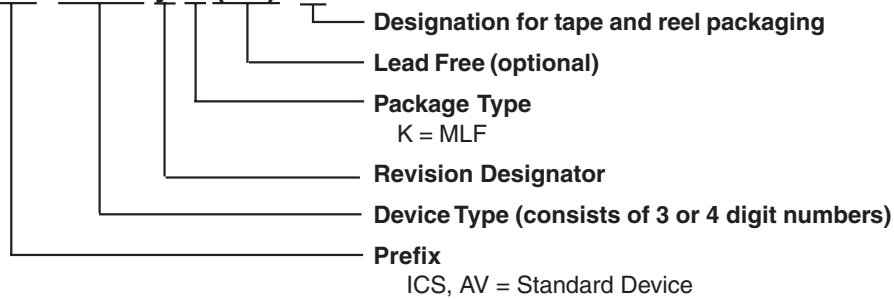 Designation for tape and reel packaging
Lead Free (optional)
Package Type
K = MLF
Revision Designator
Device Type (consists of 3 or 4 digit numbers)
Prefix
ICS, AV = Standard Device